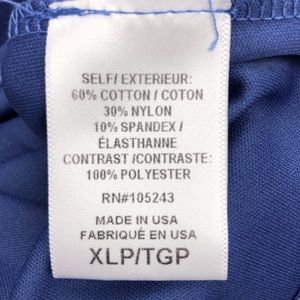 SELF/ EXTERIEUR:
60% COTTON / COTON
30% NYLON
10% SPANDEX /
ÉLASTHANNE
CONTRAST /CONTRASTE:
100% POLYESTER
RN#105243
MADE IN USA
FABRIQUÉ EN USA
XLP/TGP